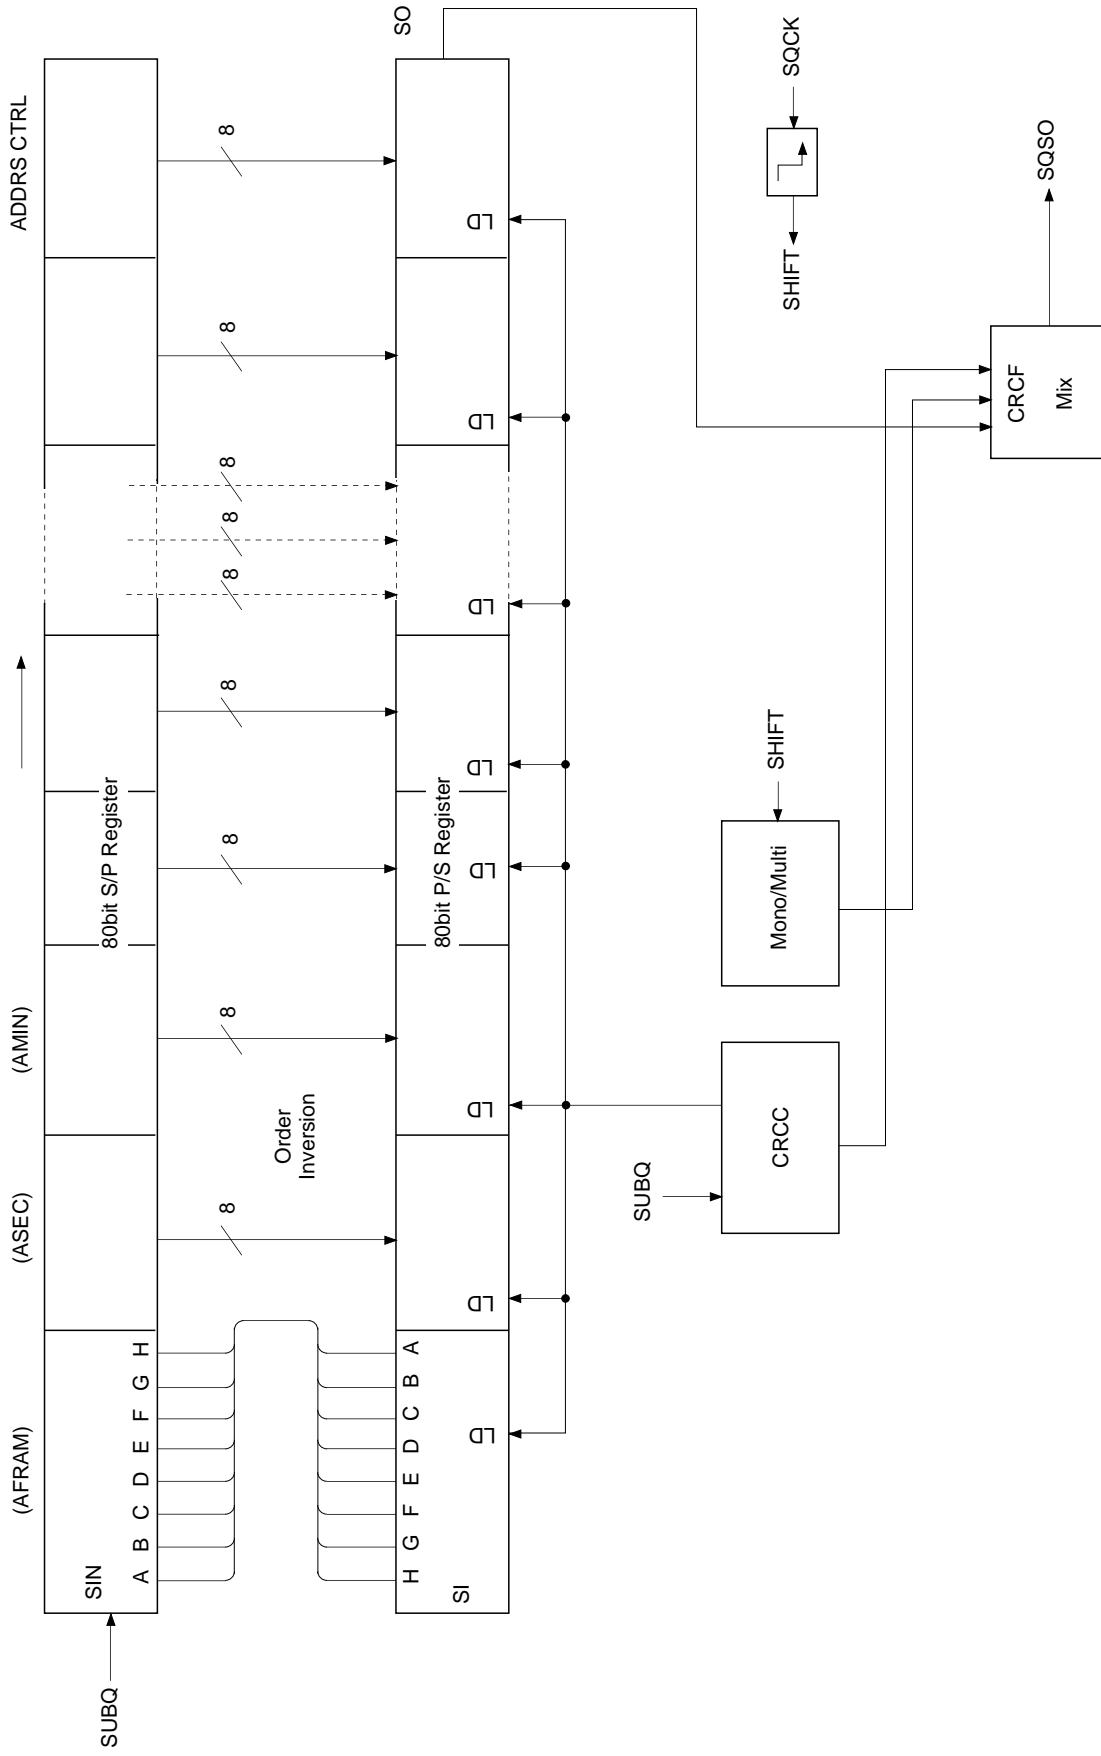 (AFRAM)
(ASEC)
(AMIN)
ADDRS CTRL
SUBQ
SIN
80bit S/P Register
A B C D E F G H
8
8
8
8
8
8
8
8
8
Order
Inversion
H G F E D C B A
SI
80bit P/S Register
SO
LD
LD
LD
LD
LD
LD
LD
LD
SUBQ
CRCC
Mono/Multi
SHIFT
SHIFT
SQCK
CRCF
Mix
SQSO